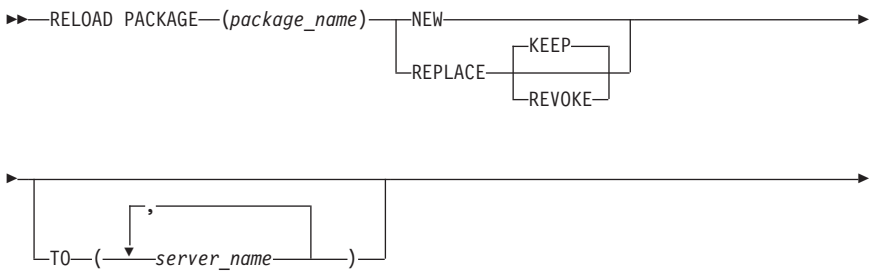 RELOAD PACKAGE (package_name) NEW
KEEP
REPLACE
REVOKE
,
TO ( server_name )